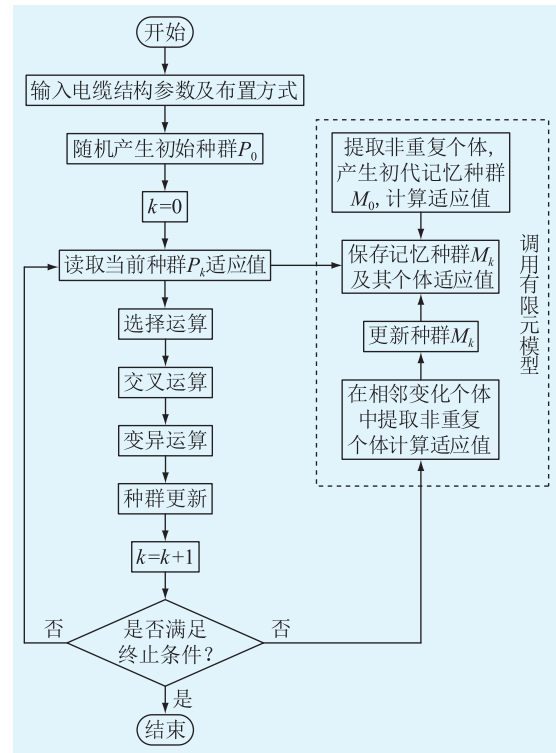 开始
输入电缆结构参数及布置方式
随机产生初始种群P₀
k=0
读取当前种群Pₖ适应值
选择运算
交叉运算
变异运算
种群更新
k=k+1
是否满足
终止条件？
否
否
是
结束
提取非重复个体,
产生初代记忆种群
M₀, 计算适应值
保存记忆种群Mₖ
及其个体适应值
更新种群Mₖ
在相邻变化个体
中提取非重复
个体计算适应值
调用有限元模型